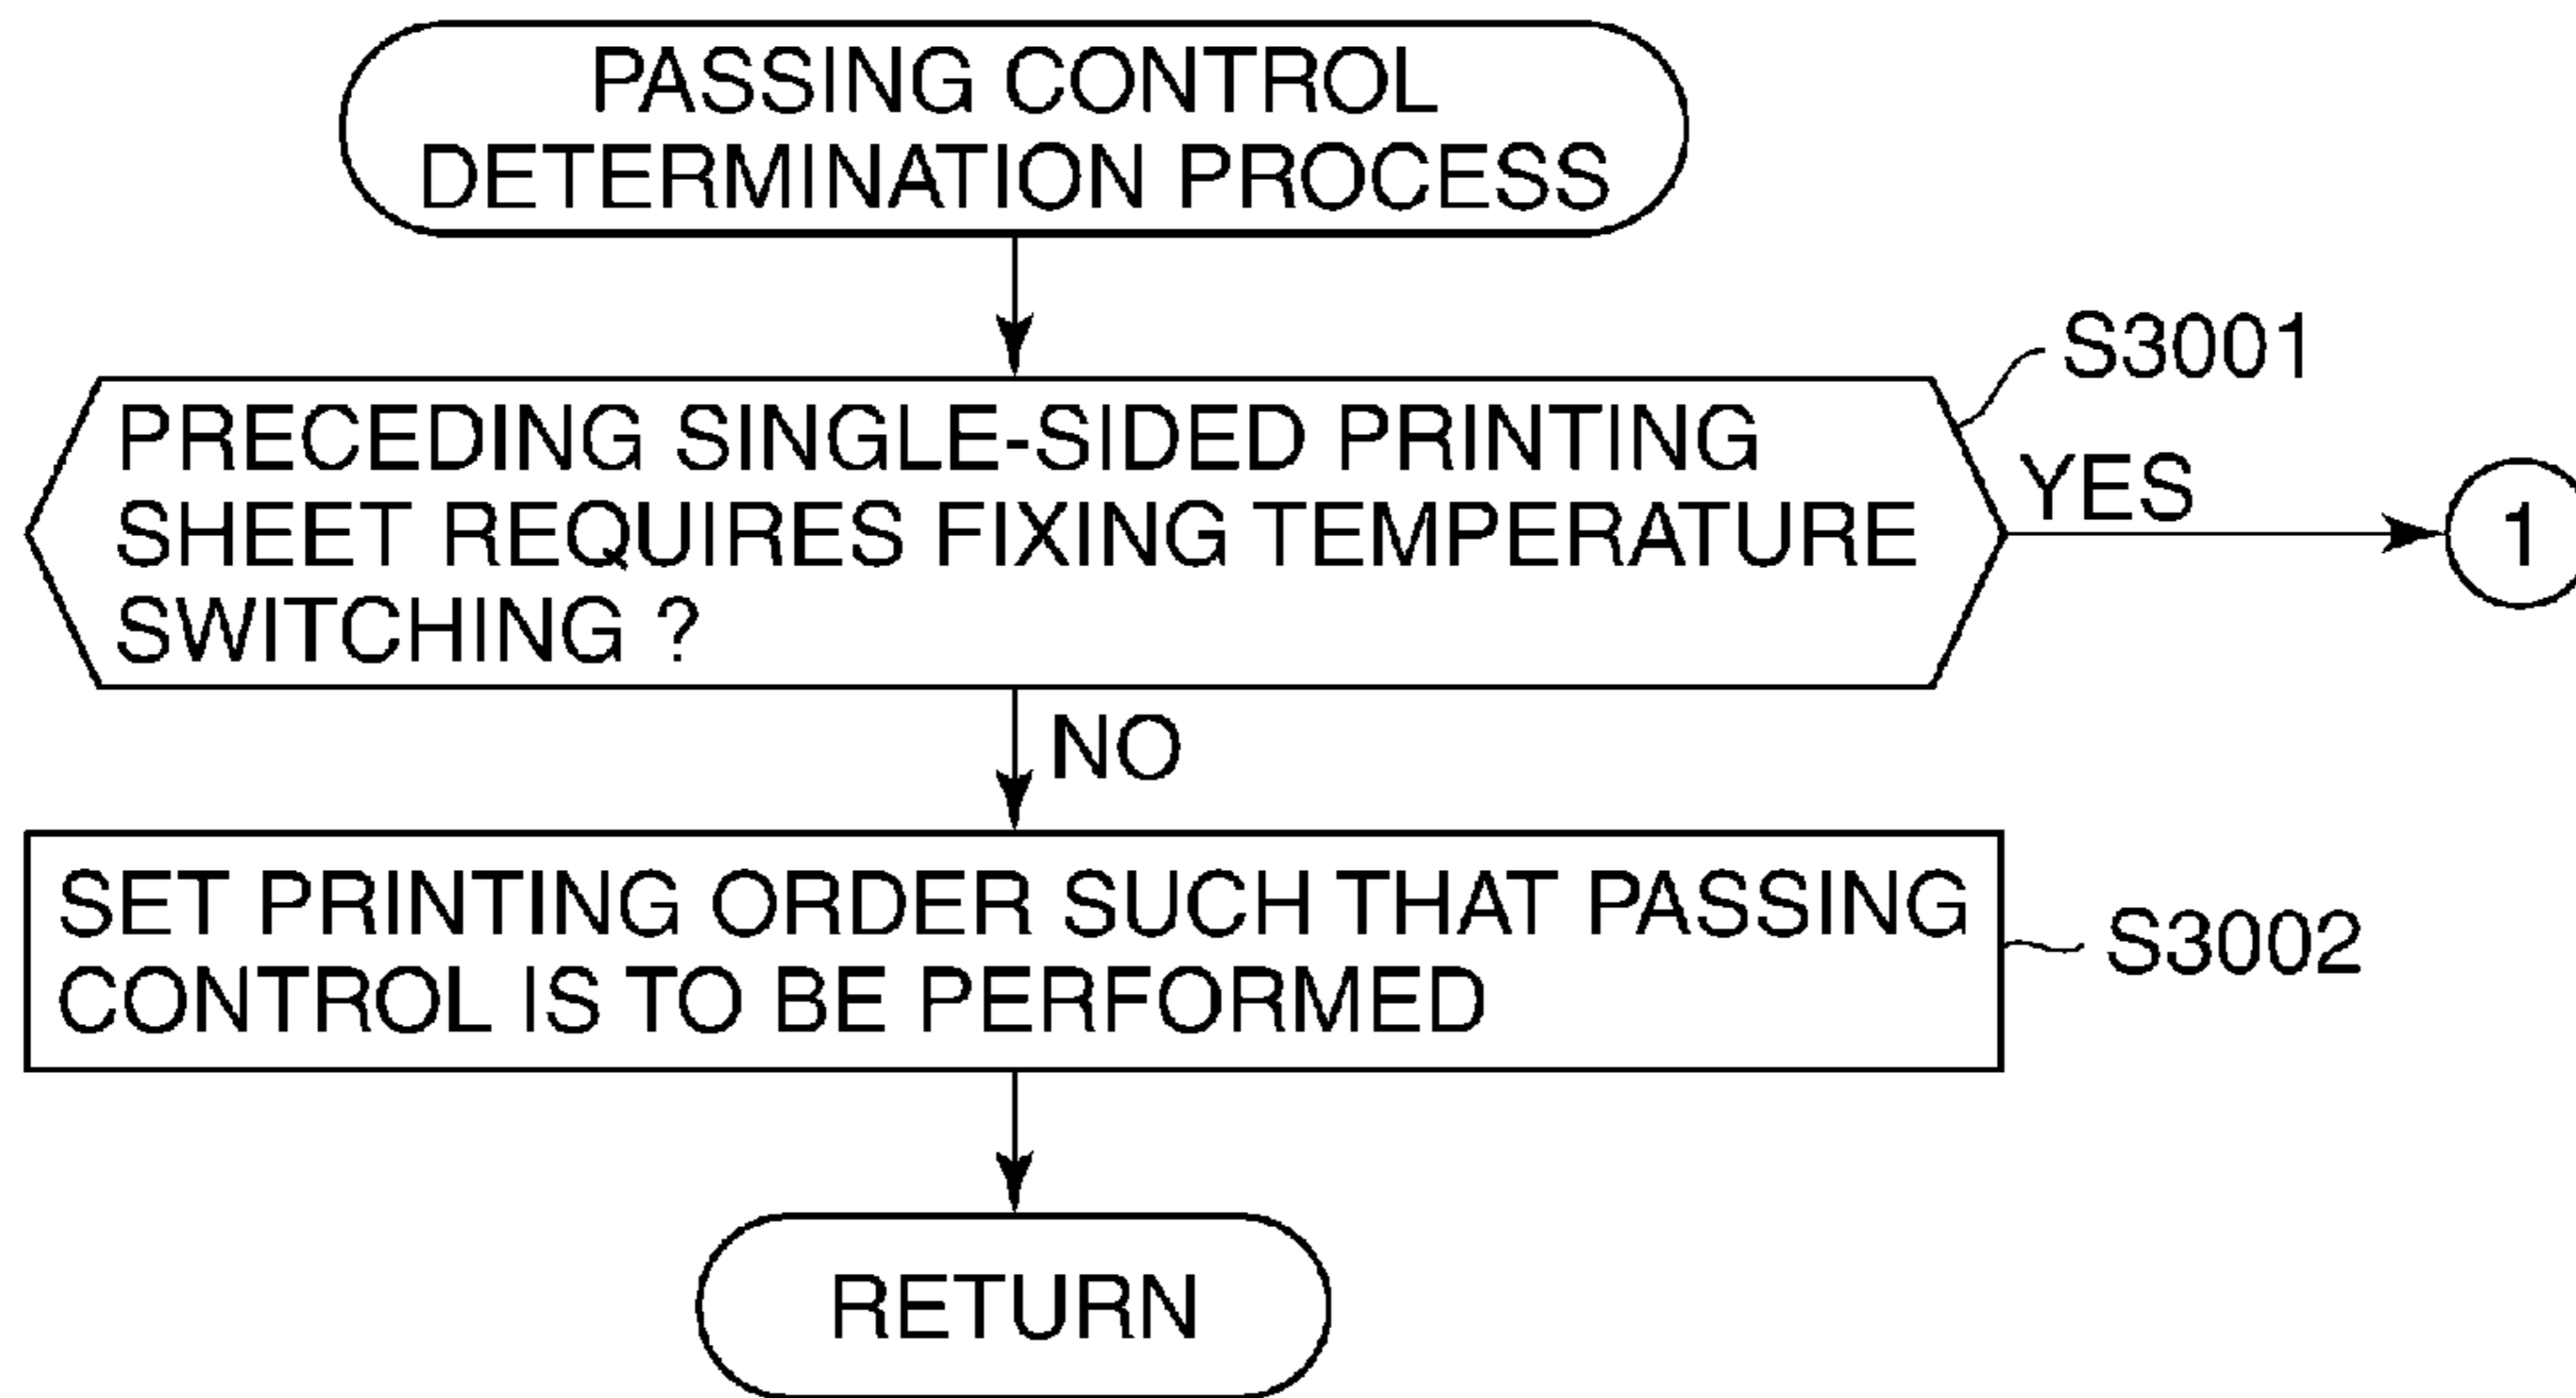 PASSING CONTROL
DETERMINATION PROCESS
S3001
PRECEDING SINGLE-SIDED PRINTING
SHEET REQUIRES FIXING TEMPERATURE
SWITCHING ?
YES
1
NO
SET PRINTING ORDER SUCH THAT PASSING
CONTROL IS TO BE PERFORMED
S3002
RETURN